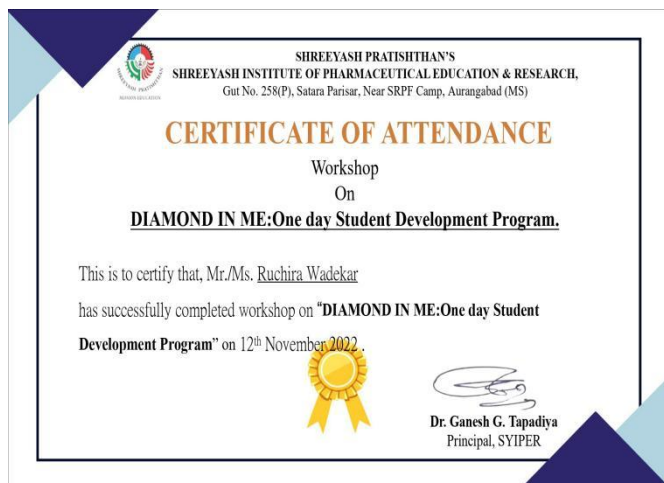 SHREEYASH PRATISHTHAN'S
SHREEYASH INSTITUTE OF PHARMACEUTICAL EDUCATION & RESEARCH,
Gut No. 258(P), Satara Parisar, Near SRPF Camp, Aurangabad (MS)
SHREEYASH PRATISHTHAN
CERTIFICATE OF ATTENDANCE
Workshop
On
DIAMOND IN ME:One day Student Development Program.
This is to certify that, Mr./Ms. Ruchira Wadekar
has successfully completed workshop on "DIAMOND IN ME:One day Student
Development Program" on 12th November 2022 .
Dr. Ganesh G. Tapadiya
Principal, SYIPER